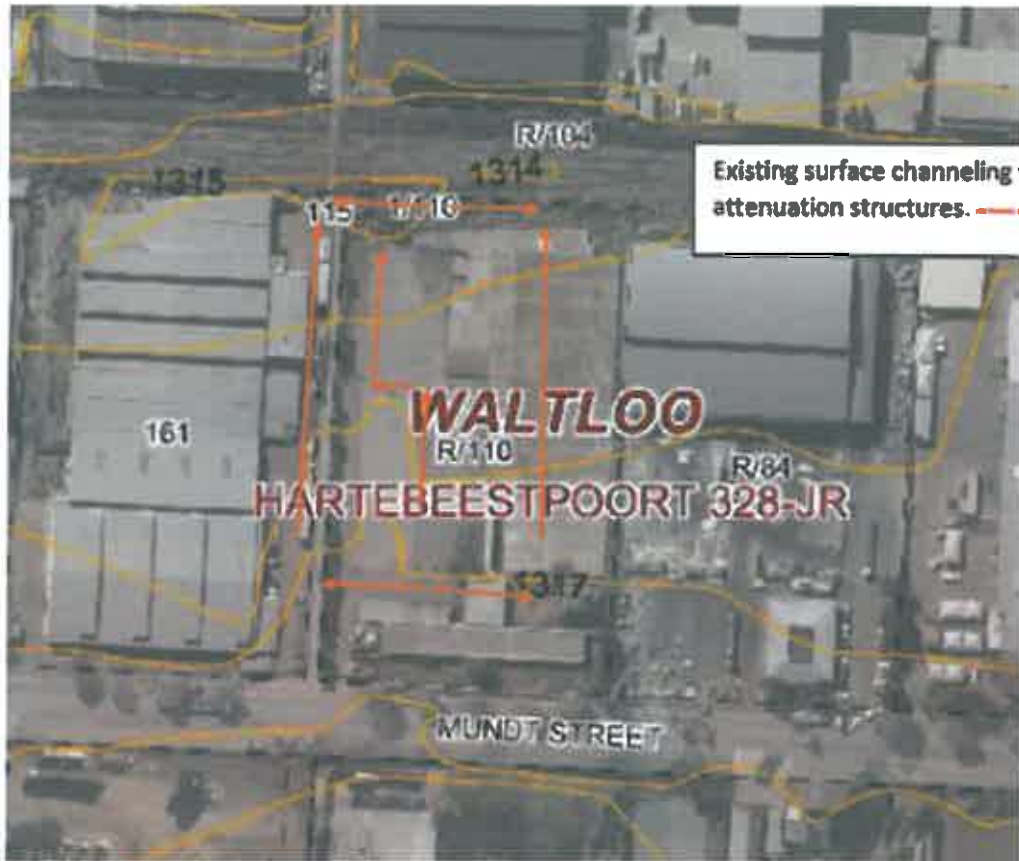 R/104
1315
1314
Existing surface channeling
attenuation structures.
115
1/116
WALTLOO
161
R/110
R/84
HARTEBEESTPOORT 328-JR
1317
MUNDT STREET